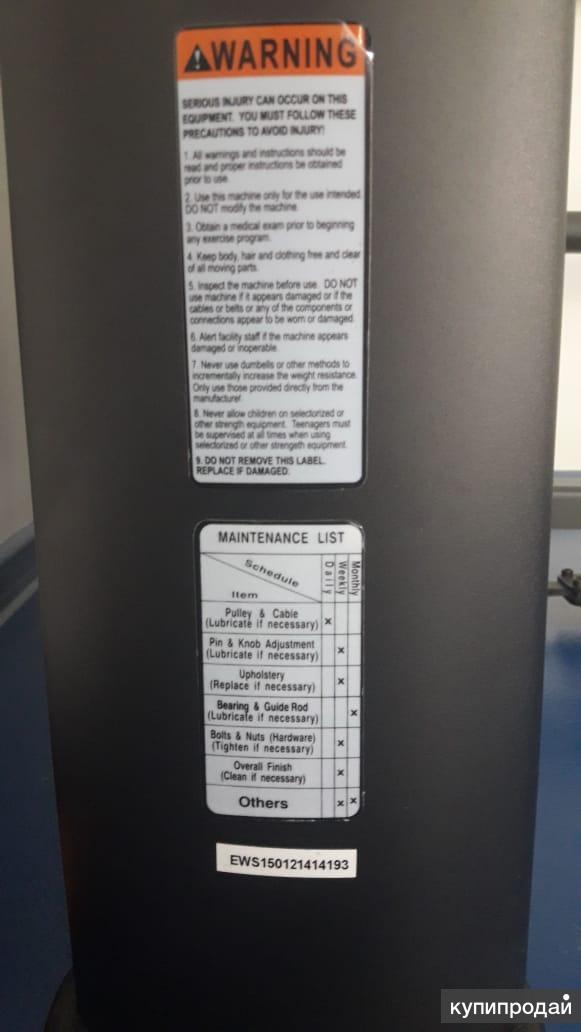 WARNING
SERIOUS INJURY CAN OCCUR ON THIS
EQUIPMENT. YOU MUST FOLLOW THESE
PRECAUTIONS TO AVOID INJURY!
1. All warnings and instructions should be
read and proper instructions be obtained
prior to use.
2. Use this machine only for the use intended.
DO NOT modify the machine.
3. Obtain a medical exam prior to beginning
any exercise program.
4. Keep body, hair and clothing free and clear
of all moving parts.
5. Inspect the machine before use. DO NOT
use machine if it appears damaged or if the
cables or belts or any of the components or
connections appear to be worn or damaged.
6. Alert facility staff if the machine appears
damaged or inoperable.
7. Never use dumbells or other methods to
incrementally increase the weight resistance.
Only use those provided directly from the
manufacturer.
8. Never allow children on selectorized or
other strength equipment. Teenagers must
be supervised at all times when using
selectorized or other strengeth equipment.
9. DO NOT REMOVE THIS LABEL.
REPLACE IF DAMAGED.
MAINTENANCE LIST
Schedule
Item
Daily
Weekly
Monthly
Pulley & Cable
(Lubricate if necessary) x
Pin & Knob Adjustment
(Lubricate if necessary) x
Upholstery
(Replace if necessary) x
Bearing & Guide Rod
(Lubricate if necessary) x
Bolts & Nuts (Hardware)
(Tighten if necessary) x
Overall Finish
(Clean if necessary) x
Others x x
EWS150121414193
купипродай